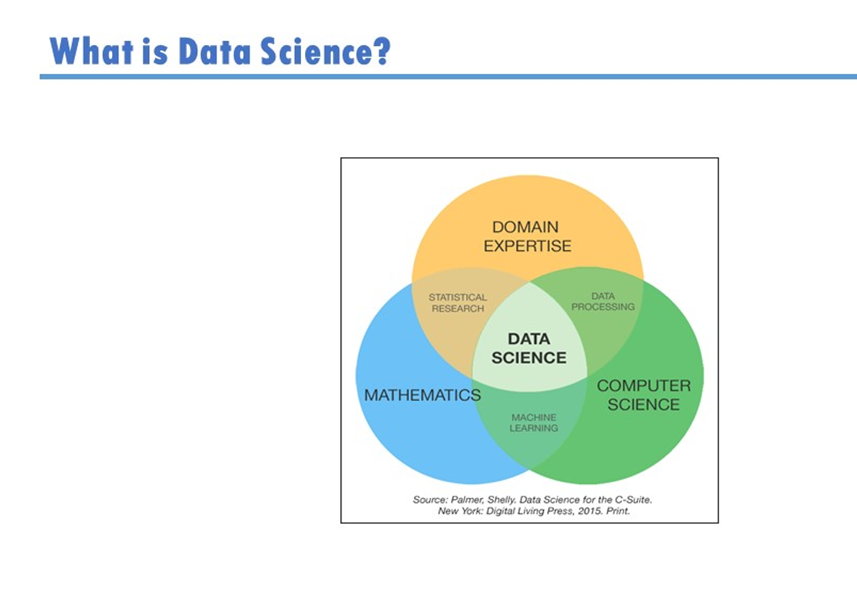 What is Data Science?
DOMAIN
EXPERTISE
STATISTICAL
RESEARCH
DATA
PROCESSING
DATA
SCIENCE
MATHEMATICS
COMPUTER
SCIENCE
MACHINE
LEARNING
Source: Palmer, Shelly. Data Science for the C-Suite.
New York: Digital Living Press, 2015. Print.